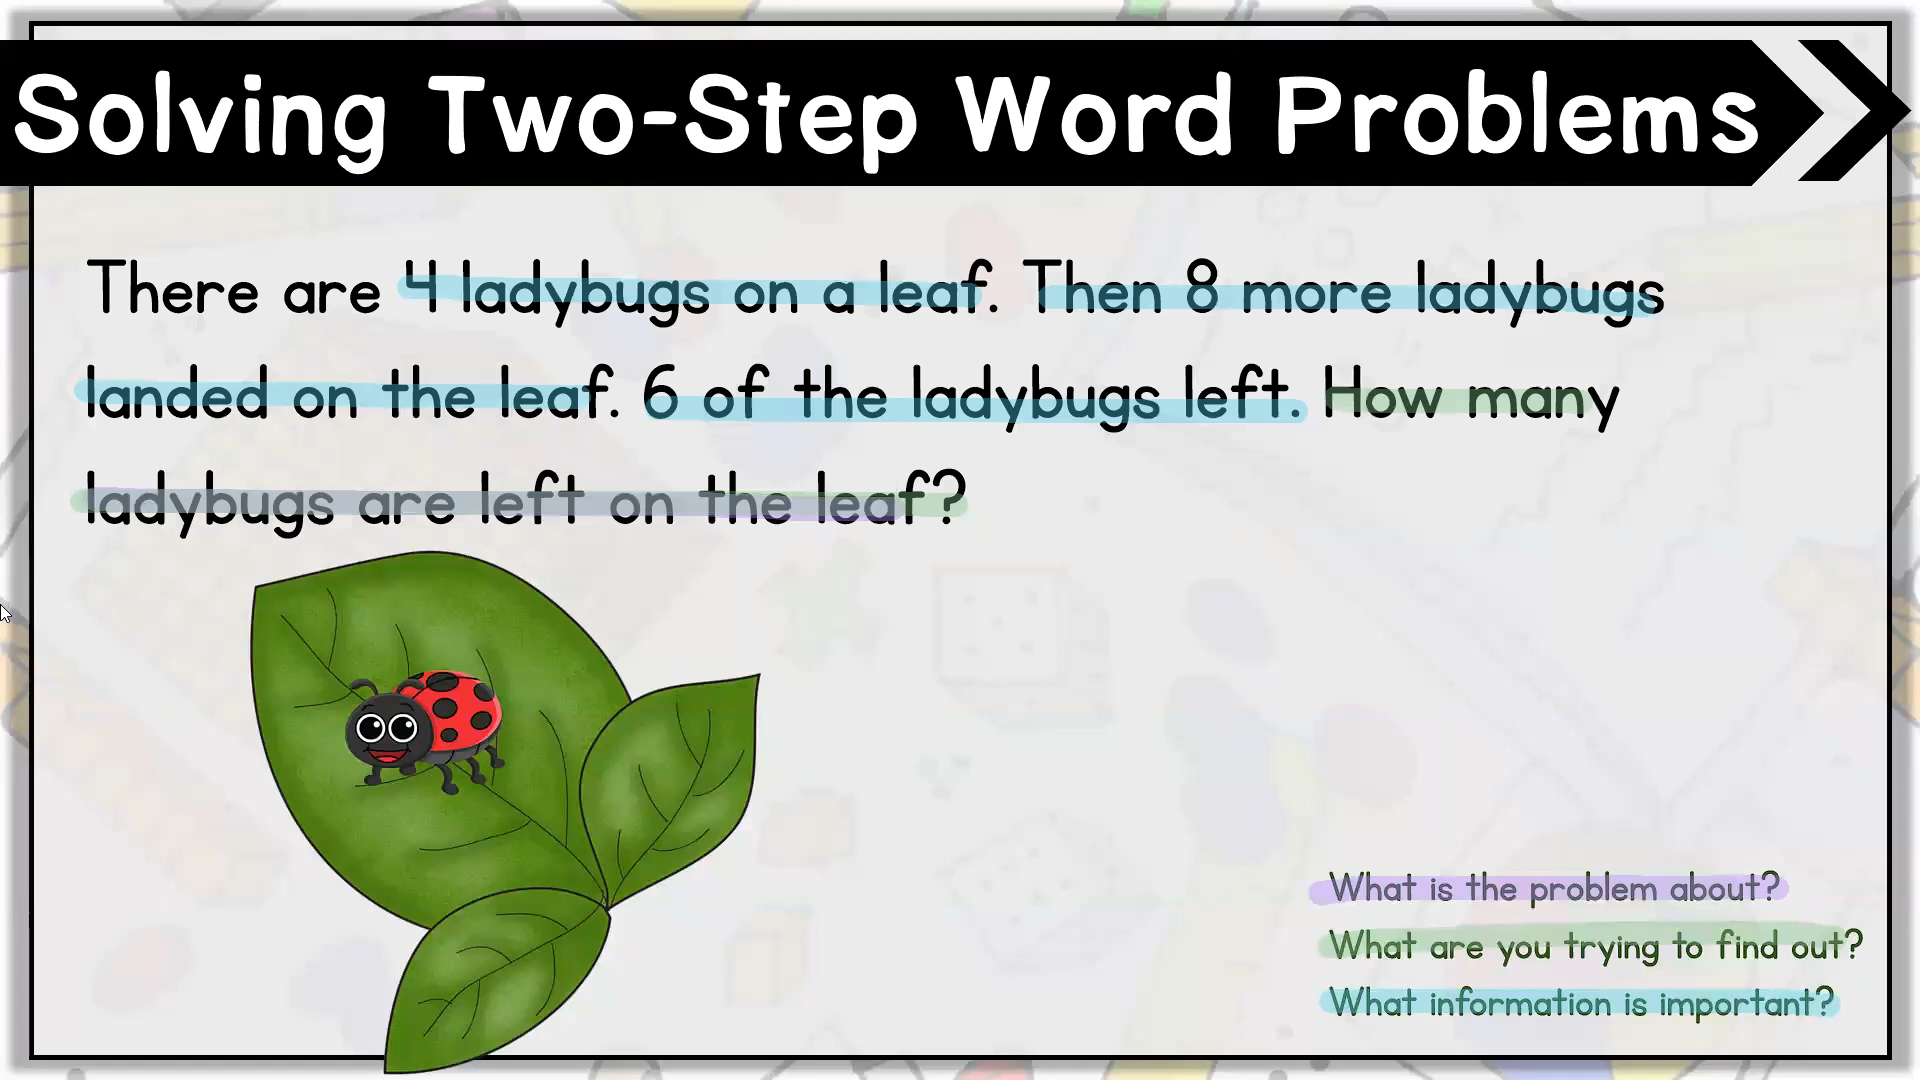 Solving Two-Step Word Problems
There are 4 ladybugs on a leaf. Then 8 more ladybugs
landed on the leaf. 6 of the ladybugs left. How many
ladybugs are left on the leaf?
What is the problem about?
What are you trying to find out?
What information is important?